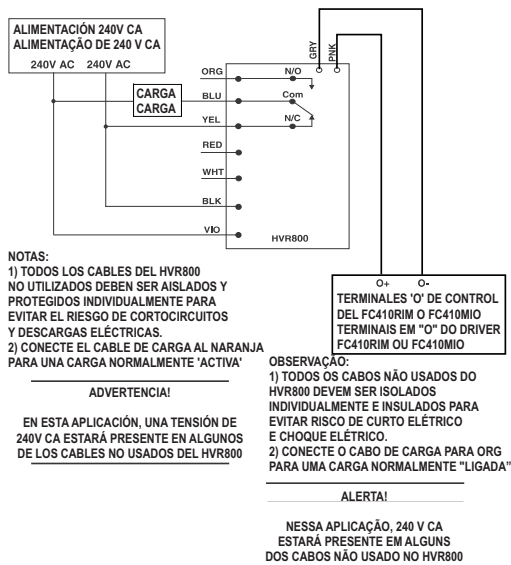 ALIMENTACIÓN 240V CA
ALIMENTAÇÃO DE 240 V CA
240V AC 240V AC
CARGA
CARGA
ORG
BLU
YEL
RED
WHT
BLK
VIO
N/O
Com
N/C
HVR800
GRY
PNK
O+ O-
TERMINALES 'O' DE CONTROL
DEL FC410RIM O FC410MIO
TERMINAIS EM "O" DO DRIVER
FC410RIM OU FC410MIO
NOTAS:
1) TODOS LOS CABLES DEL HVR800
NO UTILIZADOS DEBEN SER AISLADOS Y
PROTEGIDOS INDIVIDUALMENTE PARA
EVITAR EL RIESGO DE CORTOCIRCUITOS
Y DESCARGAS ELÉCTRICAS.
2) CONECTE EL CABLE DE CARGA AL NARANJA
PARA UNA CARGA NORMALMENTE 'ACTIVA'
ADVERTENCIA!
EN ESTA APLICACIÓN, UNA TENSIÓN DE
240V CA ESTARÁ PRESENTE EN ALGUNOS
DE LOS CABLES NO USADOS DEL HVR800
OBSERVAÇÃO:
1) TODOS OS CABOS NÃO USADOS DO
HVR800 DEVEM SER ISOLADOS
INDIVIDUALMENTE E INSULADOS PARA
EVITAR RISCO DE CURTO ELÉTRICO
E CHOQUE ELÉTRICO.
2) CONECTE O CABO DE CARGA PARA ORG
PARA UMA CARGA NORMALMENTE "LIGADA”
ALERTA!
NESSA APLICAÇÃO, 240 V CA
ESTARÁ PRESENTE EM ALGUNS
DOS CABOS NÃO USADO NO HVR800